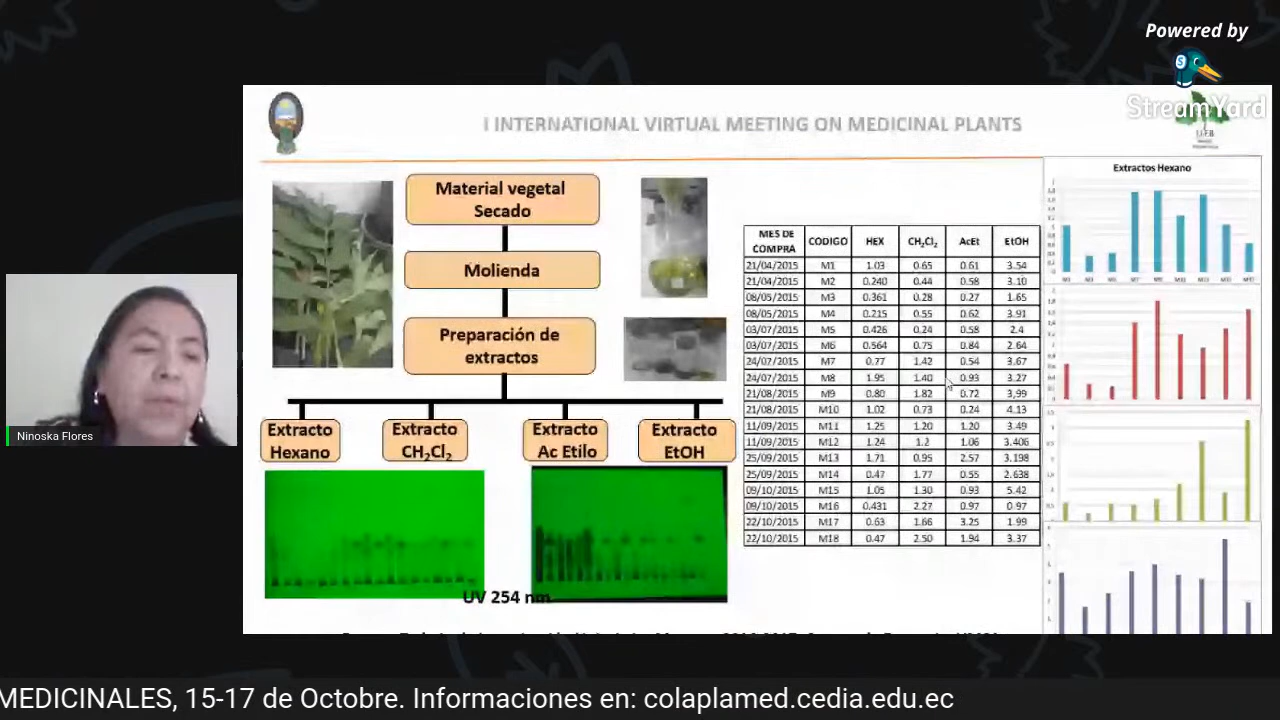 Powered by
StreamYard
I INTERNATIONAL VIRTUAL MEETING ON MEDICINAL PLANTS
Material vegetal
Secado
Molienda
Preparación de
extractos
Extracto
Hexano
Extracto
CH₂Cl₂
Extracto
Ac Etilo
Extracto
EtOH
UV 254 nm
MES DE COMPRA CODIGO HEX CH₂Cl₂ AcEt EtOH
21/04/2015 M1 1.03 0.65 0.61 3.54
21/04/2015 M2 0.240 0.44 0.58 3.10
08/05/2015 M3 0.361 0.28 0.27 1.65
08/05/2015 M4 0.215 0.55 0.62 3.91
03/07/2015 M5 0.426 0.24 0.58 2.4
03/07/2015 M6 0.564 0.75 0.84 2.64
24/07/2015 M7 0.77 1.42 0.54 3.67
24/07/2015 M8 1.95 1.40 0.93 3.27
21/08/2015 M9 0.80 1.82 0.72 3,99
21/08/2015 M10 1.02 0.73 0.24 4.13
11/09/2015 M11 1.25 1.20 1.20 3.49
11/09/2015 M12 1.24 1.2 1.06 3.406
25/09/2015 M13 1.71 0.95 2.57 3.198
25/09/2015 M14 0.47 1.77 0.55 2.638
09/10/2015 M15 1.05 1.30 0.93 5.42
09/10/2015 M16 0.431 2.27 0.97 0.97
22/10/2015 M17 0.63 1.66 3.25 1.99
22/10/2015 M18 0.47 2.50 1.94 3.37
Extractos Hexano
Ninoska Flores
MEDICINALES, 15-17 de Octubre. Informaciones en: colaplamed.cedia.edu.ec